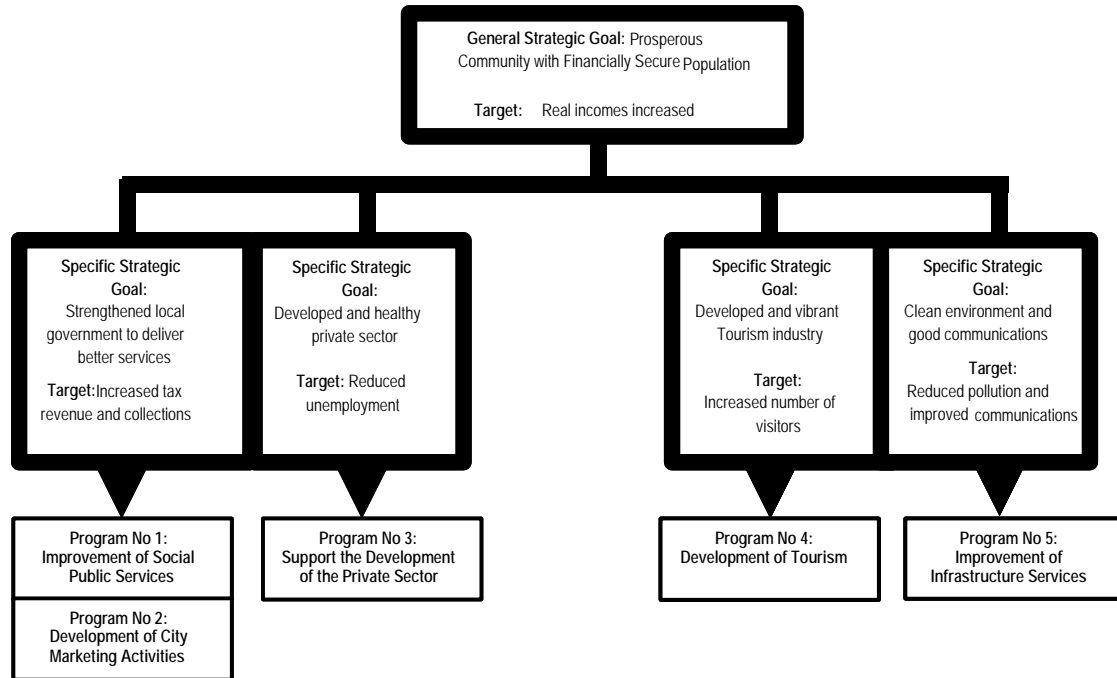 General Strategic Goal: Prosperous
Community with Financially Secure Population
Target: Real incomes increased
Specific Strategic
Goal:
Strengthened local
government to deliver
better services
Target:Increased tax
revenue and collections
Specific Strategic
Goal:
Developed and healthy
private sector
Target: Reduced
unemployment
Specific Strategic
Goal:
Developed and vibrant
Tourism industry
Target:
Increased number of
visitors
Specific Strategic
Goal:
Clean environment and
good communications
Target:
Reduced pollution and
improved communications
Program No 1:
Improvement of Social
Public Services
Program No 2:
Development of City
Marketing Activities
Program No 3:
Support the Development
of the Private Sector
Program No 4:
Development of Tourism
Program No 5:
Improvement of
Infrastructure Services